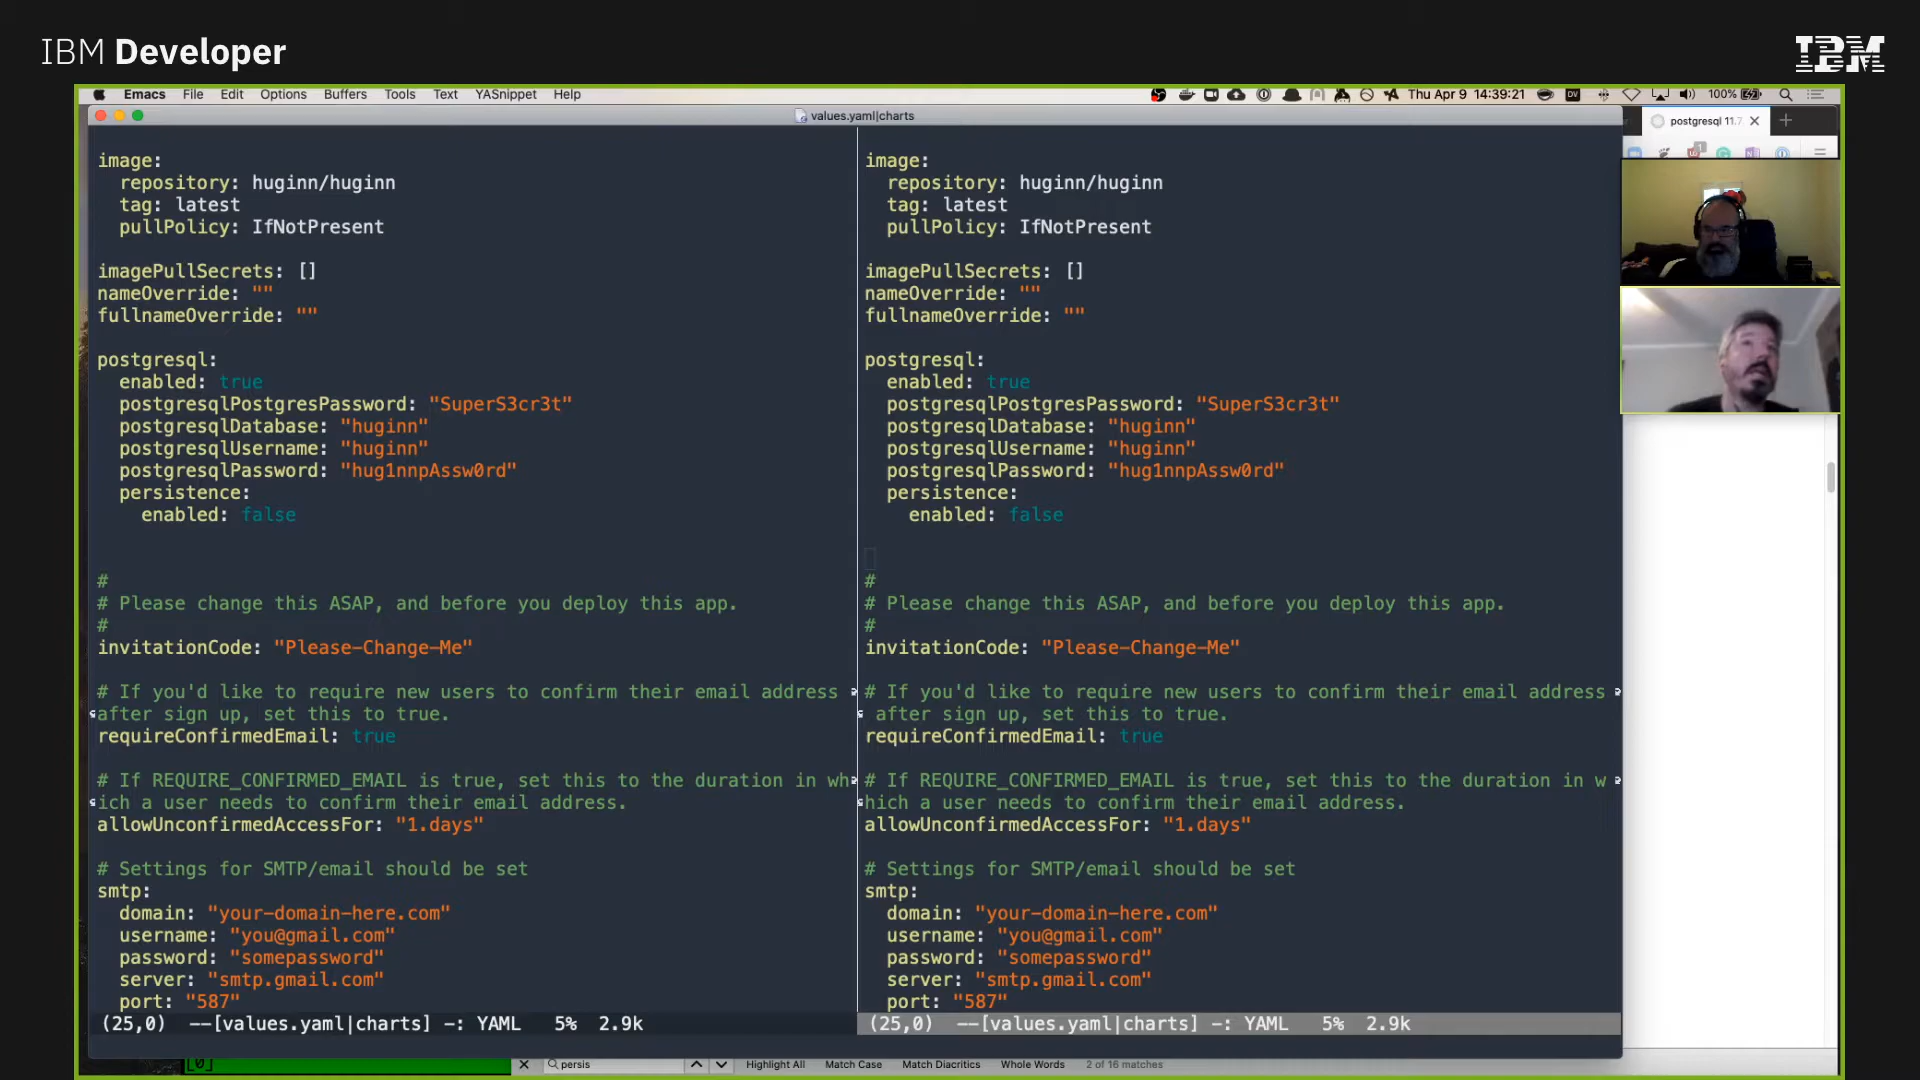 IBM Developer
IBM
Emacs File Edit Options Buffers Tools Text YASnippet Help
Thu Apr 9 14:39:21
100%
values.yaml|charts
postgresql 11.7
image:
  repository: huginn/huginn
  tag: latest
  pullPolicy: IfNotPresent
imagePullSecrets: []
nameOverride: ""
fullnameOverride: ""
postgresql:
  enabled: true
  postgresqlPostgresPassword: "SuperS3cr3t"
  postgresqlDatabase: "huginn"
  postgresqlUsername: "huginn"
  postgresqlPassword: "hug1nnpAssw0rd"
  persistence:
    enabled: false
#
# Please change this ASAP, and before you deploy this app.
#
invitationCode: "Please-Change-Me"
# If you'd like to require new users to confirm their email address
after sign up, set this to true.
requireConfirmedEmail: true
# If REQUIRE_CONFIRMED_EMAIL is true, set this to the duration in wh
ich a user needs to confirm their email address.
allowUnconfirmedAccessFor: "1.days"
# Settings for SMTP/email should be set
smtp:
  domain: "your-domain-here.com"
  username: "you@gmail.com"
  password: "somepassword"
  server: "smtp.gmail.com"
  port: "587"
(25,0) --[values.yaml|charts] -: YAML 5% 2.9k
image:
  repository: huginn/huginn
  tag: latest
  pullPolicy: IfNotPresent
imagePullSecrets: []
nameOverride: ""
fullnameOverride: ""
postgresql:
  enabled: true
  postgresqlPostgresPassword: "SuperS3cr3t"
  postgresqlDatabase: "huginn"
  postgresqlUsername: "huginn"
  postgresqlPassword: "hug1nnpAssw0rd"
  persistence:
    enabled: false
#
# Please change this ASAP, and before you deploy this app.
#
invitationCode: "Please-Change-Me"
# If you'd like to require new users to confirm their email address
 after sign up, set this to true.
requireConfirmedEmail: true
# If REQUIRE_CONFIRMED_EMAIL is true, set this to the duration in w
hich a user needs to confirm their email address.
allowUnconfirmedAccessFor: "1.days"
# Settings for SMTP/email should be set
smtp:
  domain: "your-domain-here.com"
  username: "you@gmail.com"
  password: "somepassword"
  server: "smtp.gmail.com"
  port: "587"
(25,0) --[values.yaml|charts] -: YAML 5% 2.9k
[0] persis Highlight All Match Case Match Diacritics Whole Words 2 of 16 matches